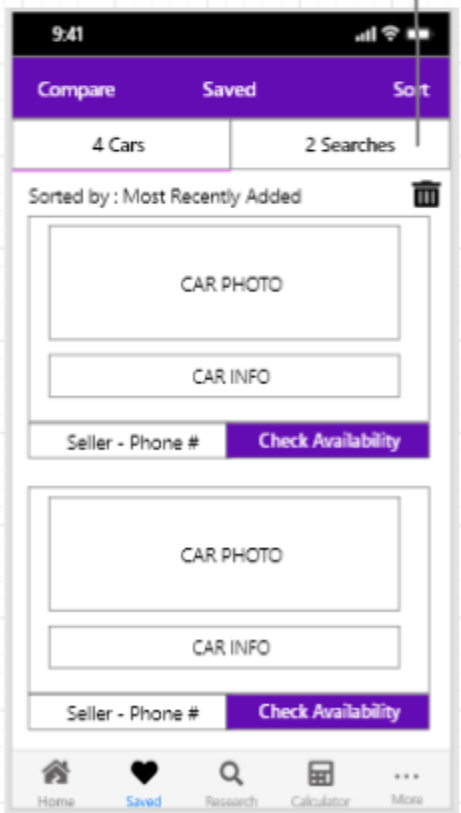 9:41
Compare Saved Sort
4 Cars 2 Searches
Sorted by : Most Recently Added
CAR PHOTO
CAR INFO
Seller - Phone # Check Availability
CAR PHOTO
CAR INFO
Seller - Phone # Check Availability
Home Saved Research Calculator More